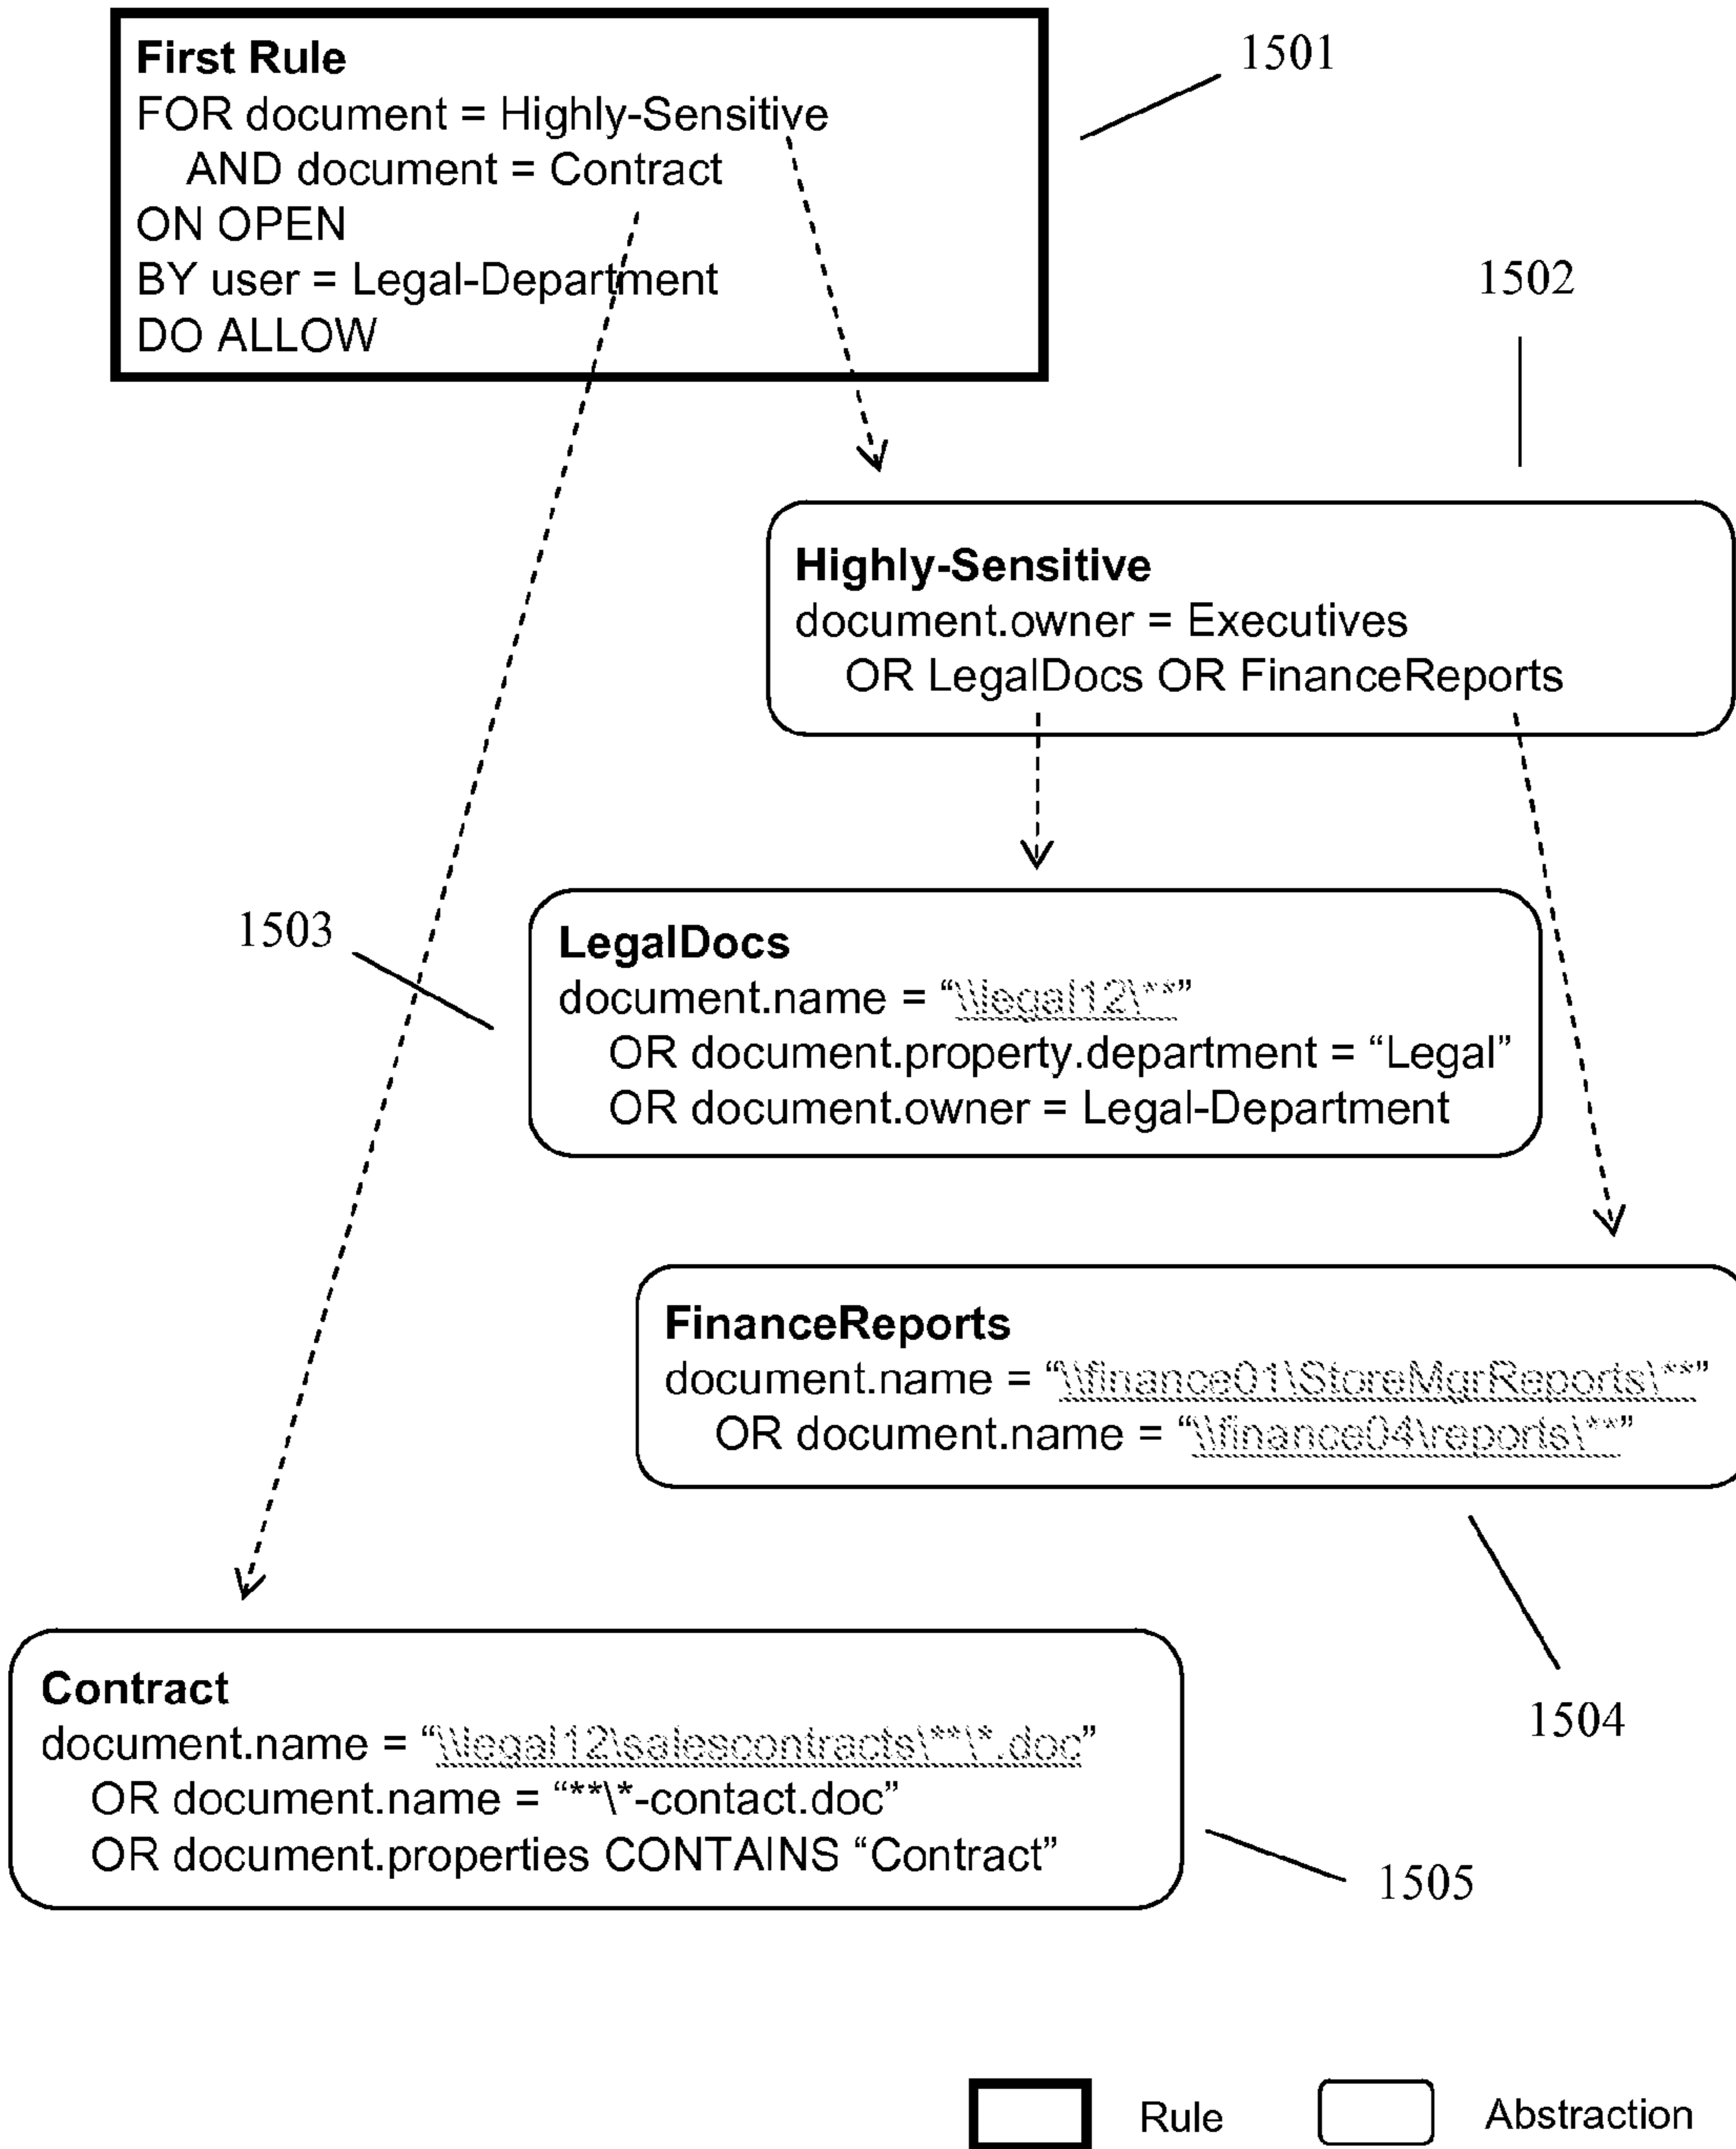 First Rule
FOR document = Highly-Sensitive
AND document = Contract
ON OPEN
BY user = Legal-Department
DO ALLOW
1501
1502
Highly-Sensitive
document.owner = Executives
OR LegalDocs OR FinanceReports
1503
LegalDocs
document.name = “\\legal12\**”
OR document.property.department = “Legal”
OR document.owner = Legal-Department
FinanceReports
document.name = “\\finance01\StoreMgrReports\**”
OR document.name = “\\finance04\reports\**”
1504
Contract
document.name = “\\legal12\salescontracts\**\*.doc”
OR document.name = “**\*-contact.doc”
OR document.properties CONTAINS “Contract”
1505
Rule
Abstraction